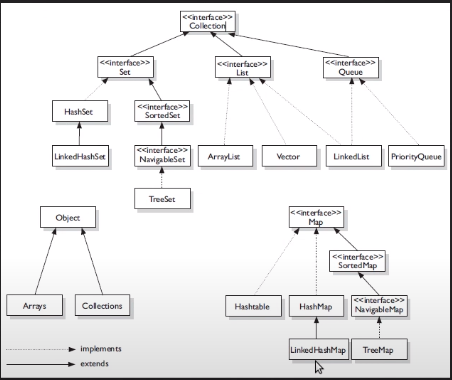 <<interface>>
Collection
<<interface>>
Set
<<interface>>
List
<<interface>>
Queue
HashSet
<<interface>>
SortedSet
LinkedHashSet
<<interface>>
NavigableSet
ArrayList
Vector
LinkedList
PriorityQueue
TreeSet
Object
<<interface>>
Map
<<interface>>
SortedMap
Arrays
Collections
Hashtable
HashMap
<<interface>>
NavigableMap
LinkedHashMap
TreeMap
implements
extends